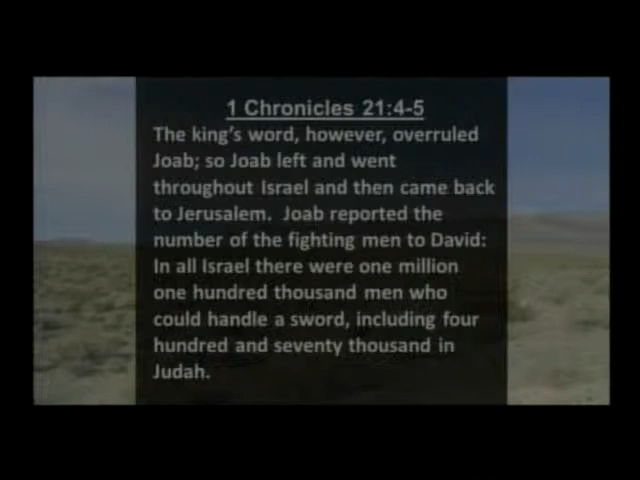 1 Chronicles 21:4-5
The king's word, however, overruled
Joab; so Joab left and went
throughout Israel and then came back
to Jerusalem.  Joab reported the
number of the fighting men to David:
In all Israel there were one million
one hundred thousand men who
could handle a sword, including four
hundred and seventy thousand in
Judah.